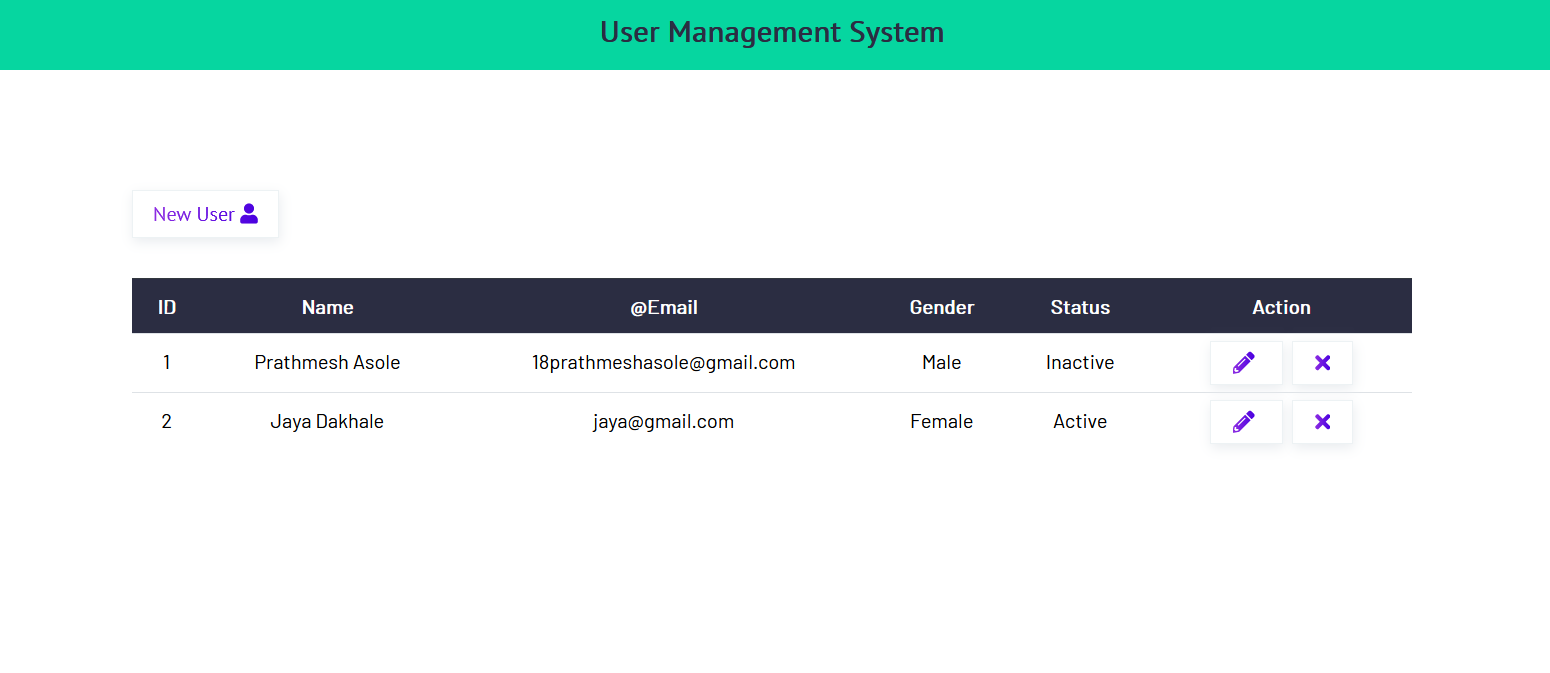 User Management System
New User
ID Name @Email Gender Status Action
1 Prathmesh Asole 18prathmeshasole@gmail.com Male Inactive
2 Jaya Dakhale jaya@gmail.com Female Active